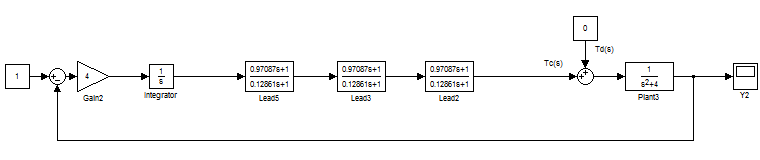 0
Td(s)
Tc(s)
1
4
1
s
0.97087s+1
0.12861s+1
0.97087s+1
0.12861s+1
0.97087s+1
0.12861s+1
1
s²+4
Gain2
Integrator
Lead5
Lead3
Lead2
Plant3
Y2